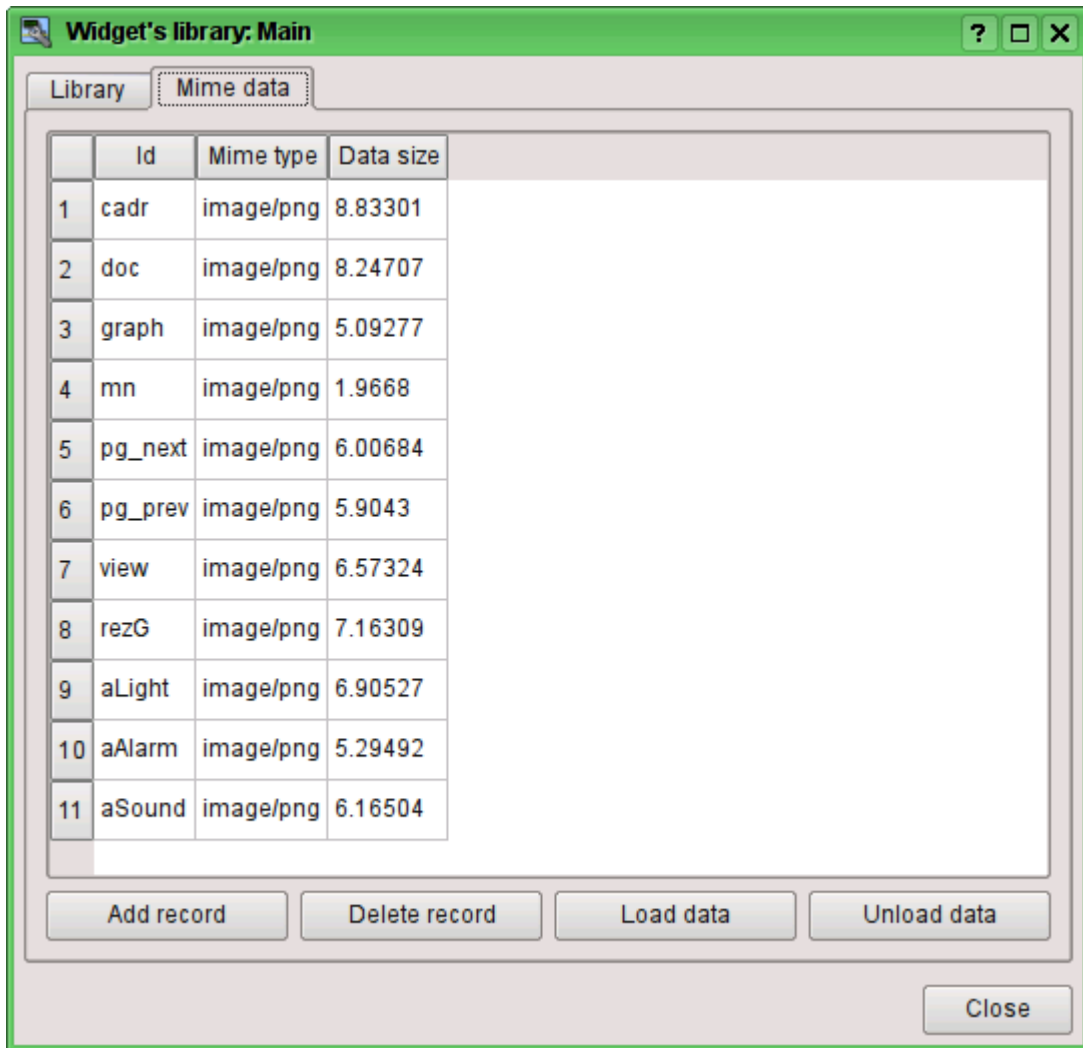 Widget's library: Main ?
Library Mime data
Id Mime type Data size
1 cadr image/png 8.83301
2 doc image/png 8.24707
3 graph image/png 5.09277
4 mn image/png 1.9668
5 pg_next image/png 6.00684
6 pg_prev image/png 5.9043
7 view image/png 6.57324
8 rezG image/png 7.16309
9 aLight image/png 6.90527
10 aAlarm image/png 5.29492
11 aSound image/png 6.16504
Add record Delete record Load data Unload data
Close